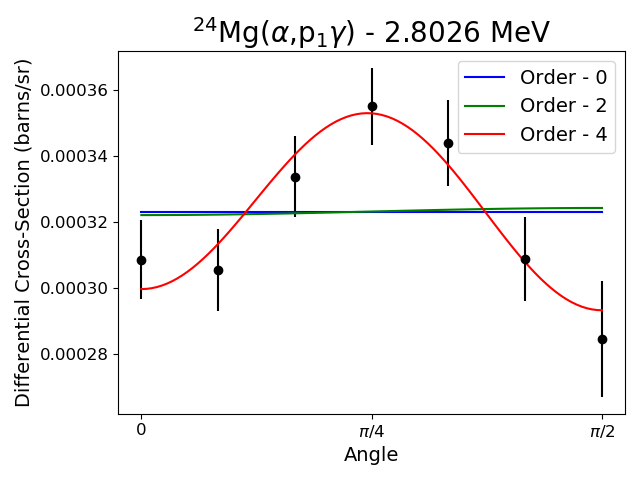 ²⁴Mg(α,p₁γ) - 2.8026 MeV
Differential Cross-Section (barns/sr)
0.00036
0.00034
0.00032
0.00030
0.00028
Order - 0
Order - 2
Order - 4
0
π/4
π/2
Angle